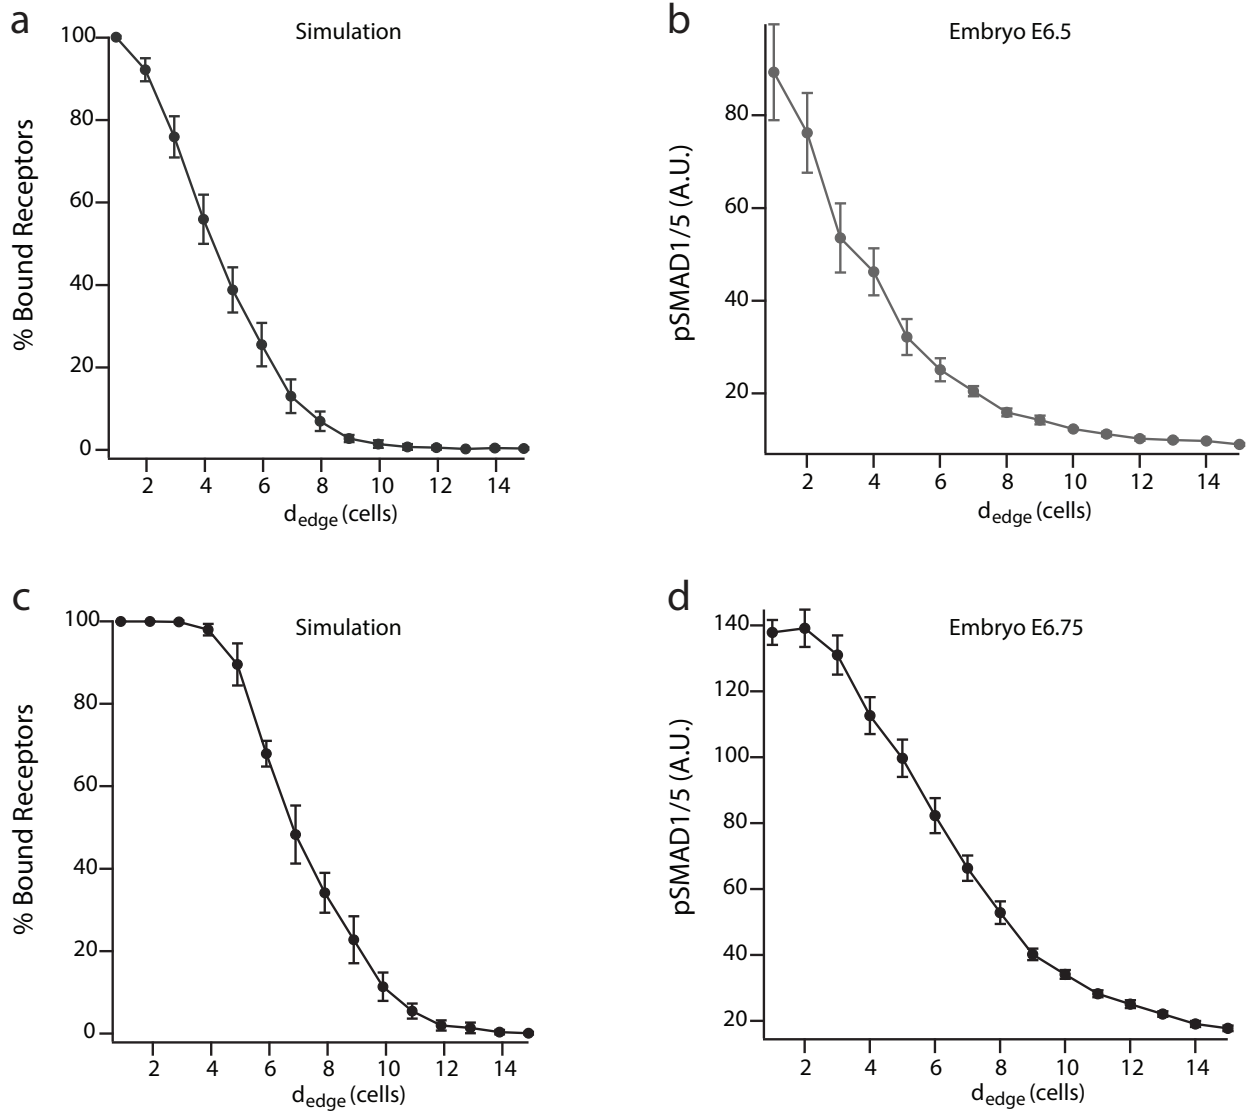 a
Simulation
100
80
60
40
20
0
% Bound Receptors
2 4 6 8 10 12 14
dedge (cells)
b
Embryo E6.5
80
60
40
20
pSMAD1/5 (A.U.)
2 4 6 8 10 12 14
dedge (cells)
c
Simulation
100
80
60
40
20
0
% Bound Receptors
2 4 6 8 10 12 14
dedge (cells)
d
Embryo E6.75
140
120
100
80
60
40
20
pSMAD1/5 (A.U.)
2 4 6 8 10 12 14
dedge (cells)